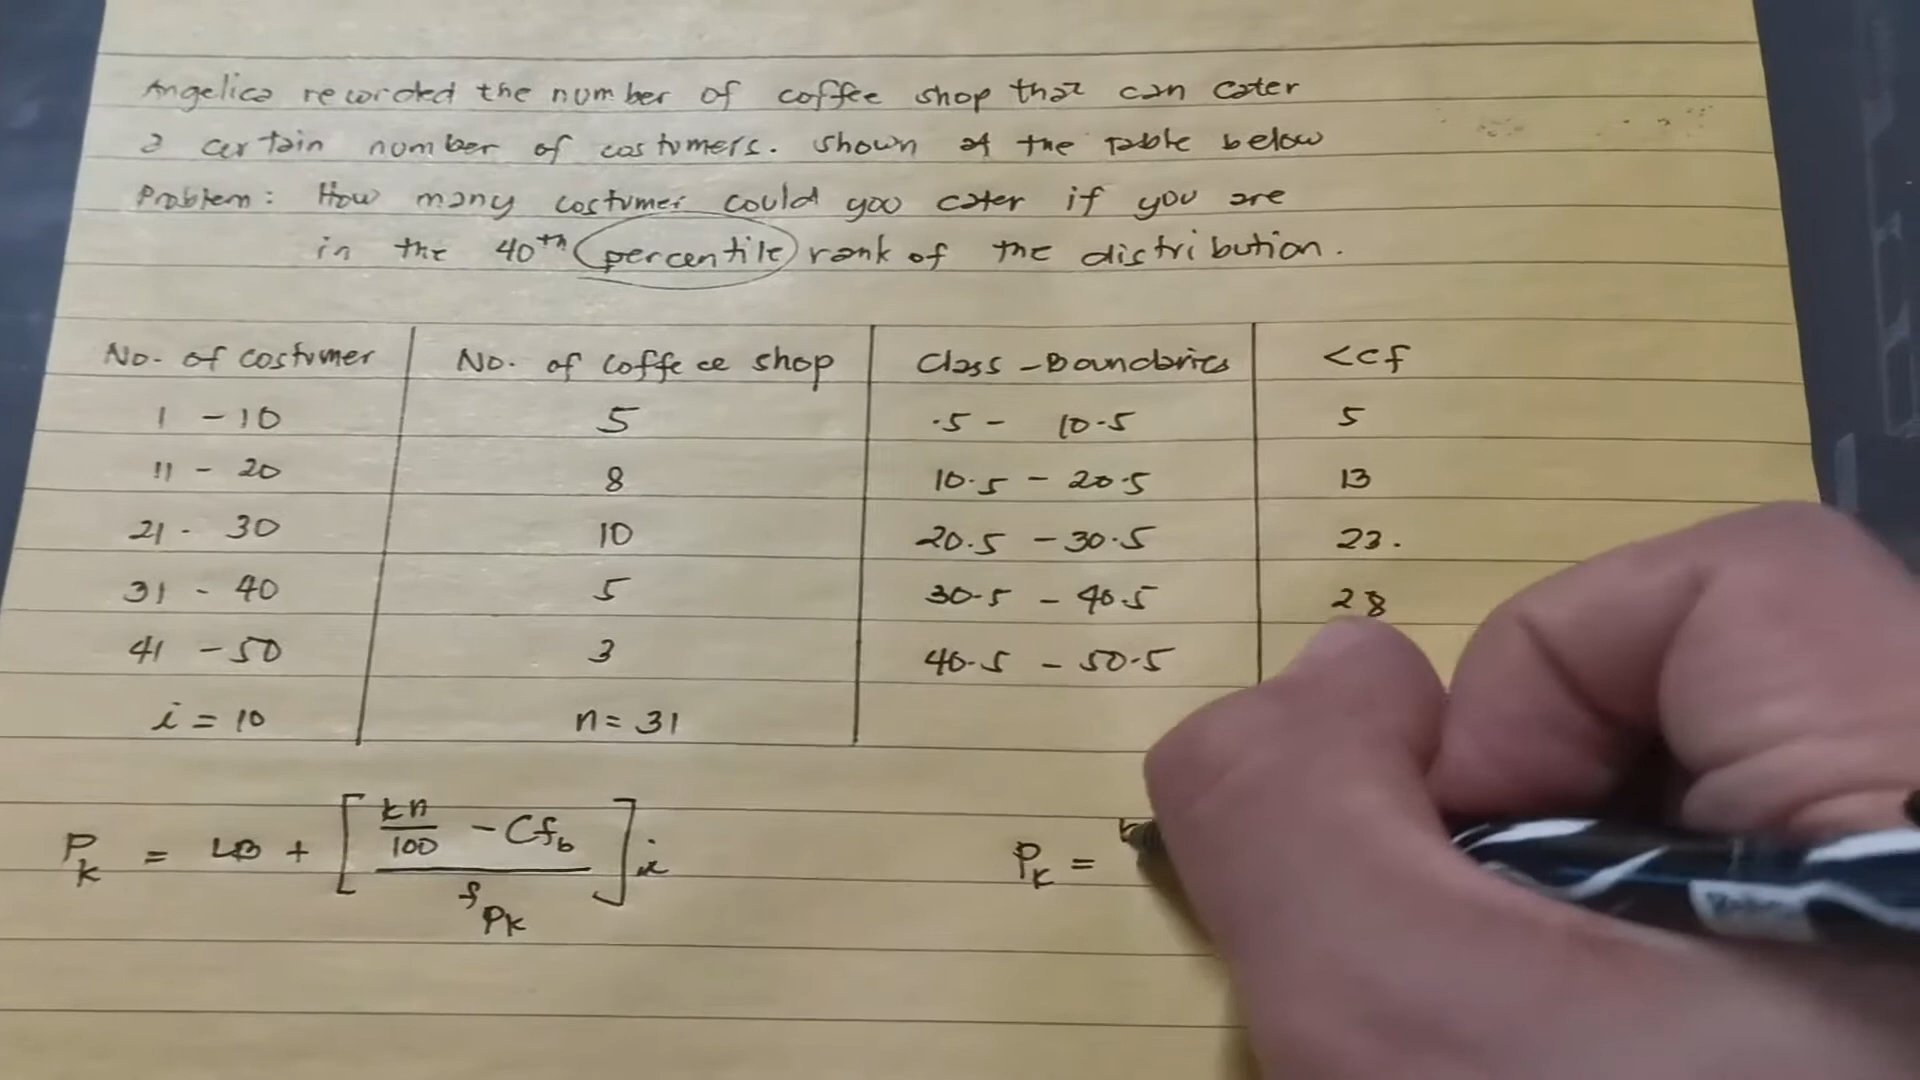 Angelica recorded the number of coffee shop that can cater
a certain number of costumers. shown at the table below
Problem: How many costumer could you cater if you are
in the 40th percentile rank of the distribution.
No. of costumer No. of coffee ce shop Class - Boundaries <cf
1 - 10 5 .5 - 10.5 5
11 - 20 8 10.5 - 20.5 13
21 - 30 10 20.5 - 30.5 23.
31 - 40 5 30.5 - 40.5 28
41 - 50 3 40.5 - 50.5
i = 10 n = 31
Pk = LB + [ (kn/100 - Cfb) / fPk ] i Pk =